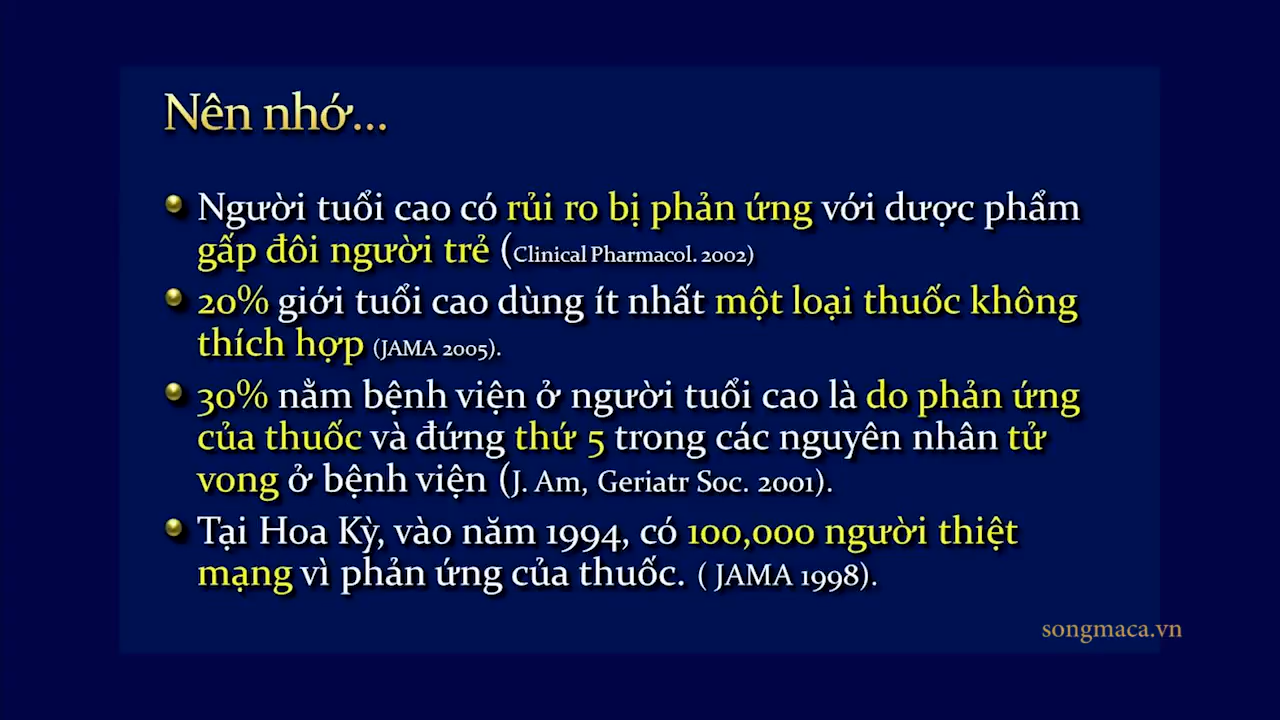 Nên nhớ...
Người tuổi cao có rủi ro bị phản ứng với dược phẩm
gấp đôi người trẻ (Clinical Pharmacol. 2002)
20% giới tuổi cao dùng ít nhất một loại thuốc không
thích hợp (JAMA 2005).
30% nằm bệnh viện ở người tuổi cao là do phản ứng
của thuốc và đứng thứ 5 trong các nguyên nhân tử
vong ở bệnh viện (J. Am, Geriatr Soc. 2001).
Tại Hoa Kỳ, vào năm 1994, có 100,000 người thiệt
mạng vì phản ứng của thuốc. ( JAMA 1998).
songmaca.vn